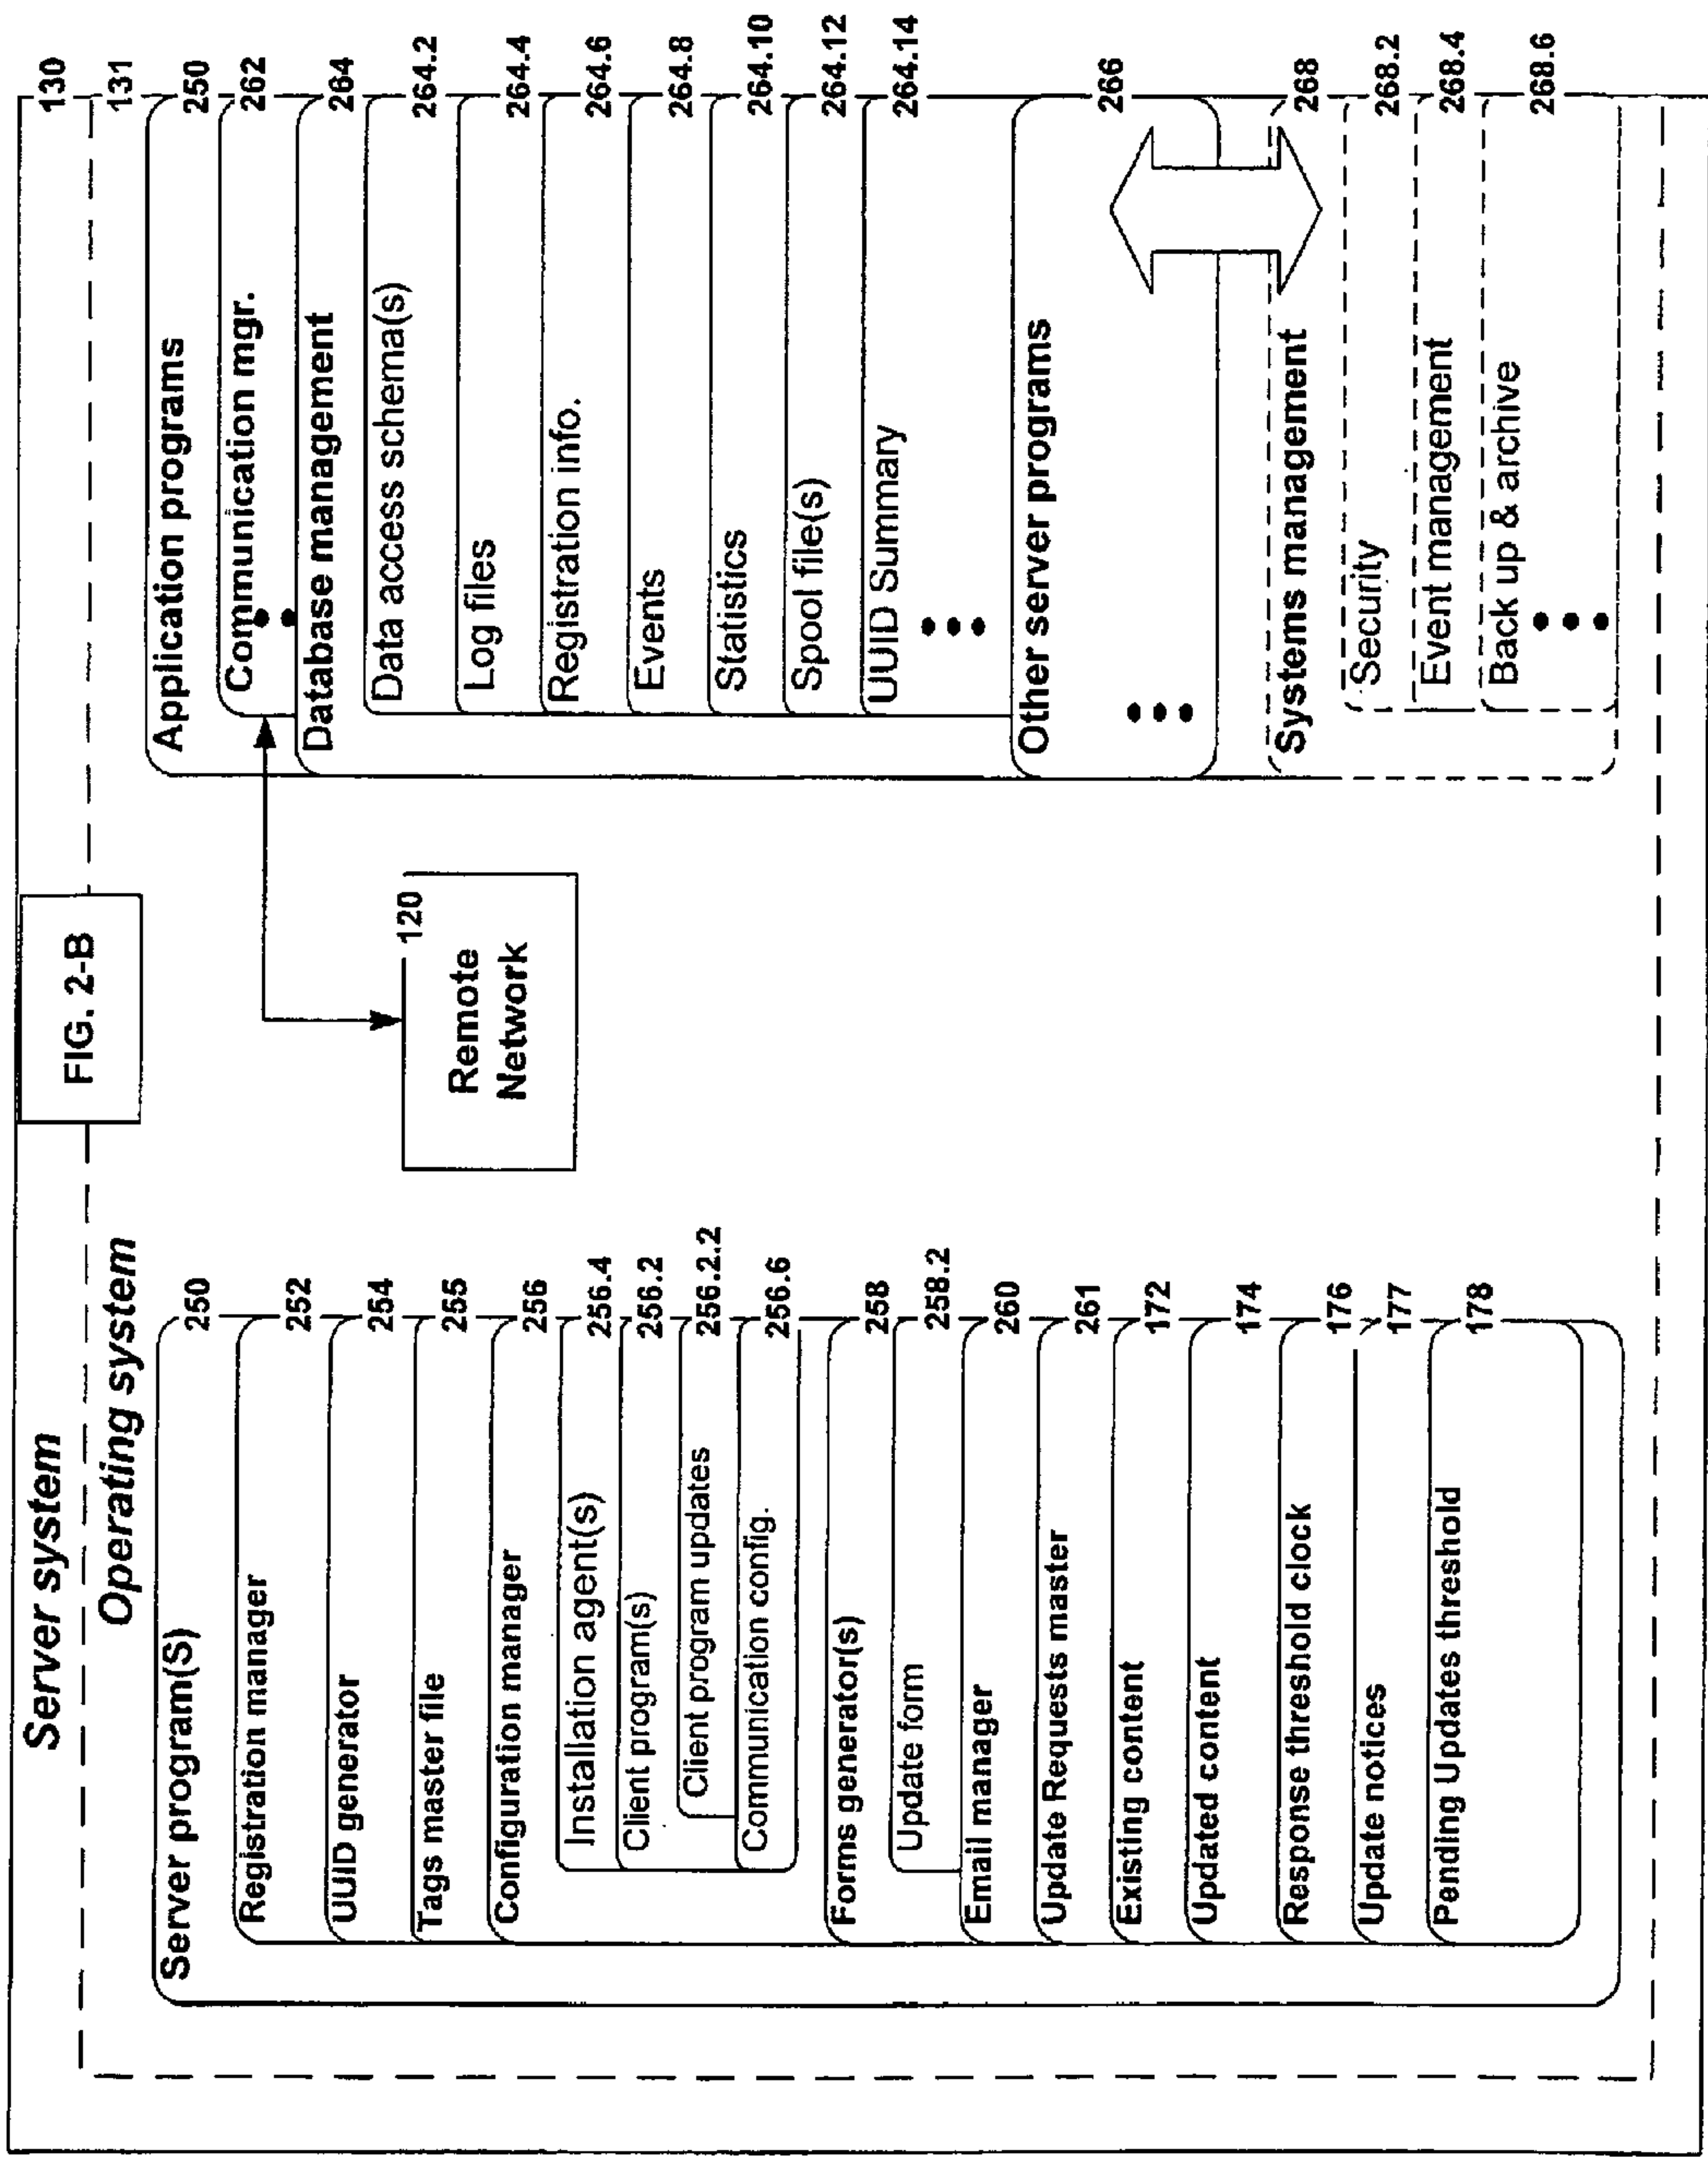 FIG. 2-B
Server system 130
Operating system 131
Server program(S) 250
Registration manager 252
UUID generator 254
Tags master file 255
Configuration manager 256
Installation agent(s) 256.4
Client program(s) 256.2
Client program updates 256.2.2
Communication config. 256.6
Forms generator(s) 258
Update form 258.2
Email manager 260
Update Requests master 261
Existing content 172
Updated content 174
Response threshold clock 176
Update notices 177
Pending Updates threshold 178
120
Remote
Network
Application programs 250
Communication mgr. 262
Database management 264
Data access schema(s) 264.2
Log files 264.4
Registration info. 264.6
Events 264.8
Statistics 264.10
Spool file(s) 264.12
UUID Summary 264.14
Other server programs 266
Systems management 268
Security 268.2
Event management 268.4
Back up & archive 268.6